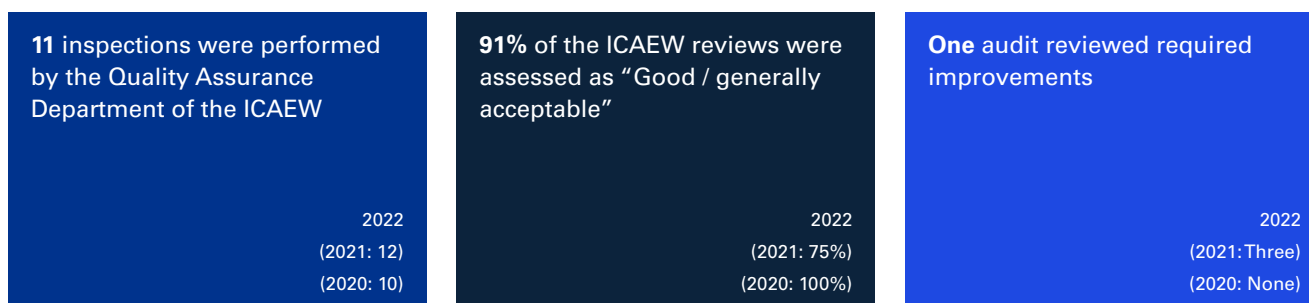 11 inspections were performed
by the Quality Assurance
Department of the ICAEW
2022
(2021: 12)
(2020: 10)
91% of the ICAEW reviews were
assessed as “Good / generally
acceptable”
2022
(2021: 75%)
(2020: 100%)
One audit reviewed required
improvements
2022
(2021: Three)
(2020: None)